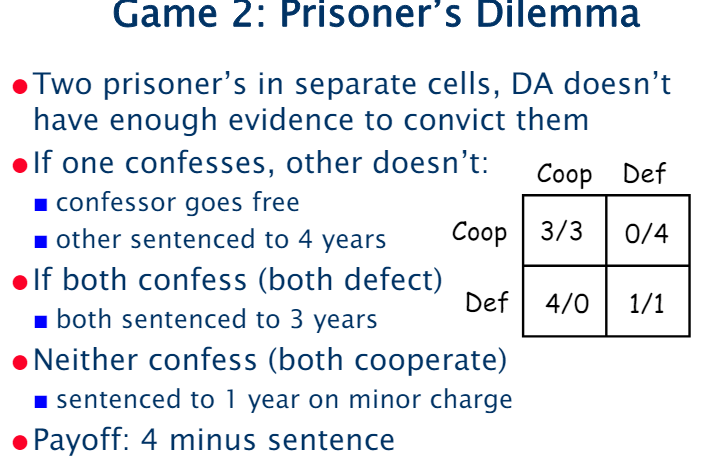 Game 2: Prisoner's Dilemma
Two prisoner's in separate cells, DA doesn't
have enough evidence to convict them
If one confesses, other doesn't:
confessor goes free
other sentenced to 4 years
If both confess (both defect)
both sentenced to 3 years
Neither confess (both cooperate)
sentenced to 1 year on minor charge
Payoff: 4 minus sentence
Coop Def
Coop 3/3 0/4
Def 4/0 1/1